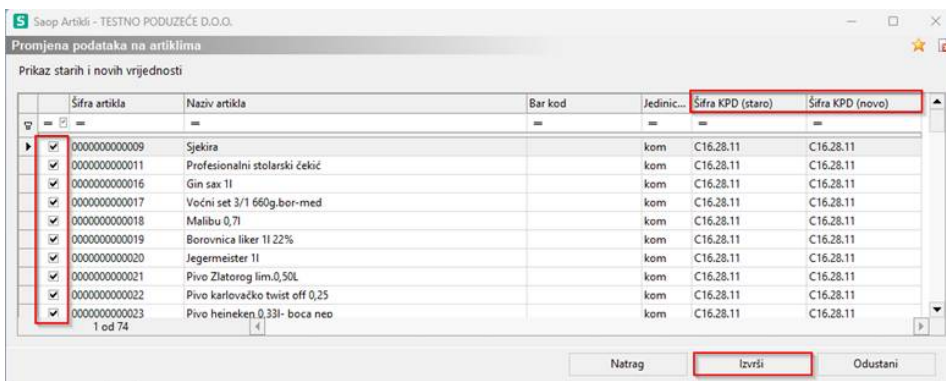 S Saop Artikli - TESTNO PODUZEĆE D.O.O.
Promjena podataka na artiklima
Prikaz starih i novih vrijednosti
Šifra artikla Naziv artikla Bar kod Jedinic... Šifra KPD (staro) Šifra KPD (novo)
= = = = = = =
0000000000009 Sjekira kom C16.28.11 C16.28.11
0000000000011 Profesionalni stolarski čekić kom C16.28.11 C16.28.11
0000000000016 Gin sax 1l kom C16.28.11 C16.28.11
0000000000017 Voćni set 3/1 660g.bor-med kom C16.28.11 C16.28.11
0000000000018 Malibu 0,7l kom C16.28.11 C16.28.11
0000000000019 Borovnica liker 1l 22% kom C16.28.11 C16.28.11
0000000000020 Jegermeister 1l kom C16.28.11 C16.28.11
0000000000021 Pivo Zlatorog lim.0,50L kom C16.28.11 C16.28.11
0000000000022 Pivo karlovačko twist off 0,25 kom C16.28.11 C16.28.11
0000000000023 Pivo heineken 0,33l- boca nep kom C16.28.11 C16.28.11
1 od 74
Natrag Izvrši Odustani